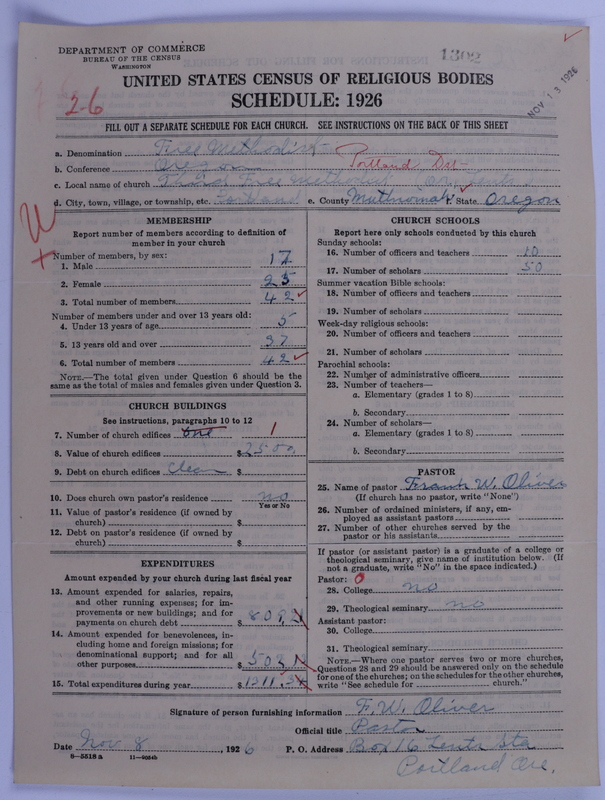 DEPARTMENT OF COMMERCE
BUREAU OF THE CENSUS
WASHINGTON
1302
NOV 13 1926
2-6
UNITED STATES CENSUS OF RELIGIOUS BODIES
SCHEDULE: 1926
FILL OUT A SEPARATE SCHEDULE FOR EACH CHURCH. SEE INSTRUCTIONS ON THE BACK OF THIS SHEET
a. Denomination Free Methodist
b. Conference Oregon Portland Dst
c. Local name of church Third Free Methodist
d. City, town, village, or township, etc. Portland e. County Multnomah f. State Oregon
MEMBERSHIP
Report number of members according to definition of
member in your church
Number of members, by sex:
1. Male 17
2. Female 25
3. Total number of members 42
Number of members under and over 13 years old:
4. Under 13 years of age 5
5. 13 years old and over 37
6. Total number of members 42
NOTE.—The total given under Question 6 should be the
same as the total of males and females given under Question 3.
CHURCH BUILDINGS
See instructions, paragraphs 10 to 12
7. Number of church edifices one 1
8. Value of church edifices $ 2500
9. Debt on church edifices Clear $
10. Does church own pastor's residence no
Yes or No
11. Value of pastor's residence (if owned by
church) $
12. Debt on pastor's residence (if owned by
church) $
EXPENDITURES
Amount expended by your church during last fiscal year
13. Amount expended for salaries, repairs,
and other running expenses; for im-
provements or new buildings; and for
payments on church debt $
14. Amount expended for benevolences, in-
cluding home and foreign missions; for
denominational support; and for all
other purposes $
15. Total expenditures during year $
CHURCH SCHOOLS
Report here only schools conducted by this church
Sunday schools:
16. Number of officers and teachers 10
17. Number of scholars 50
Summer vacation Bible schools:
18. Number of officers and teachers
19. Number of scholars
Week-day religious schools:
20. Number of officers and teachers
21. Number of scholars
Parochial schools:
22. Number of administrative officers
23. Number of teachers—
a. Elementary (grades 1 to 8)
b. Secondary
24. Number of scholars—
a. Elementary (grades 1 to 8)
b. Secondary
PASTOR
25. Name of pastor Frank W. Oliver
(If church has no pastor, write "None")
26. Number of ordained ministers, if any, em-
ployed as assistant pastors
27. Number of other churches served by the
pastor or his assistants
If pastor (or assistant pastor) is a graduate of a college or
theological seminary, give name of institution below. (If
not a graduate, write "No" in the space indicated.)
Pastor: 0
28. College no
29. Theological seminary no
Assistant pastor:
30. College
31. Theological seminary
NOTE.—Where one pastor serves two or more churches,
Questions 28 and 29 should be answered only on the schedule
for one of the churches; on the schedules for the other churches,
write "See schedule for church."
Signature of person furnishing information F. W. Oliver
Official title Pastor
Date Nov 8, 1926 P. O. Address Box 16 Lents Sta
8—5518 a 11—9054b
Portland Ore.